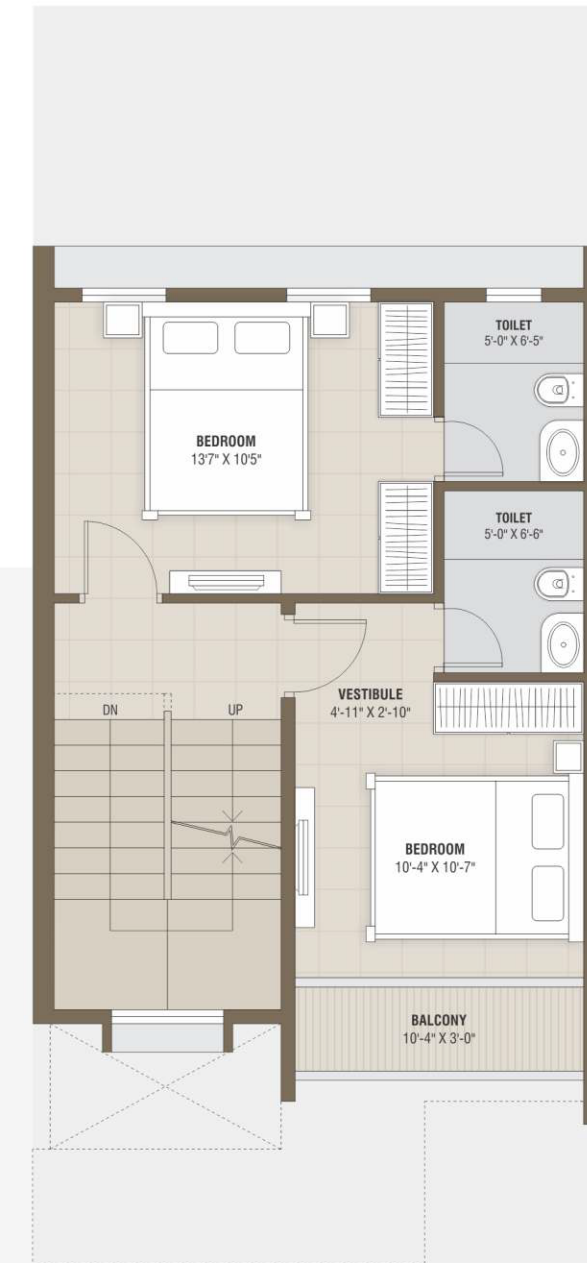 TOILET
5'-0" X 6'-5"
BEDROOM
13'7" X 10'5"
TOILET
5'-0" X 6'-6"
VESTIBULE
4'-11" X 2'-10"
DN
UP
BEDROOM
10'-4" X 10'-7"
BALCONY
10'-4" X 3'-0"